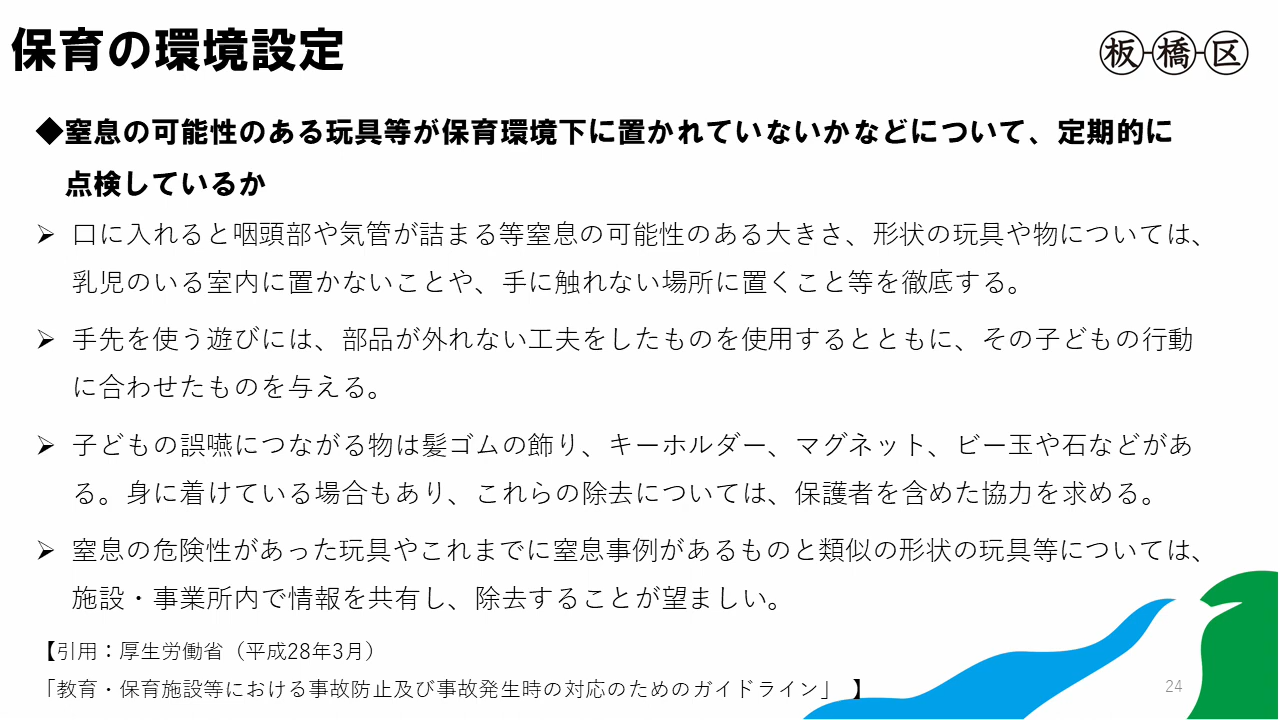 保育の環境設定
板橋区
◆窒息の可能性のある玩具等が保育環境下に置かれていないかなどについて、定期的に
点検しているか
➢ 口に入れると咽頭部や気管が詰まる等窒息の可能性のある大きさ、形状の玩具や物については、
乳児のいる室内に置かないことや、手に触れない場所に置くこと等を徹底する。
➢ 手先を使う遊びには、部品が外れない工夫をしたものを使用するとともに、その子どもの行動
に合わせたものを与える。
➢ 子どもの誤嚥につながる物は髪ゴムの飾り、キーホルダー、マグネット、ビー玉や石などがあ
る。身に着けている場合もあり、これらの除去については、保護者を含めた協力を求める。
➢ 窒息の危険性があった玩具やこれまでに窒息事例があるものと類似の形状の玩具等については、
施設・事業所内で情報を共有し、除去することが望ましい。
【引用：厚生労働省（平成28年3月）
「教育・保育施設等における事故防止及び事故発生時の対応のためのガイドライン」 】
24